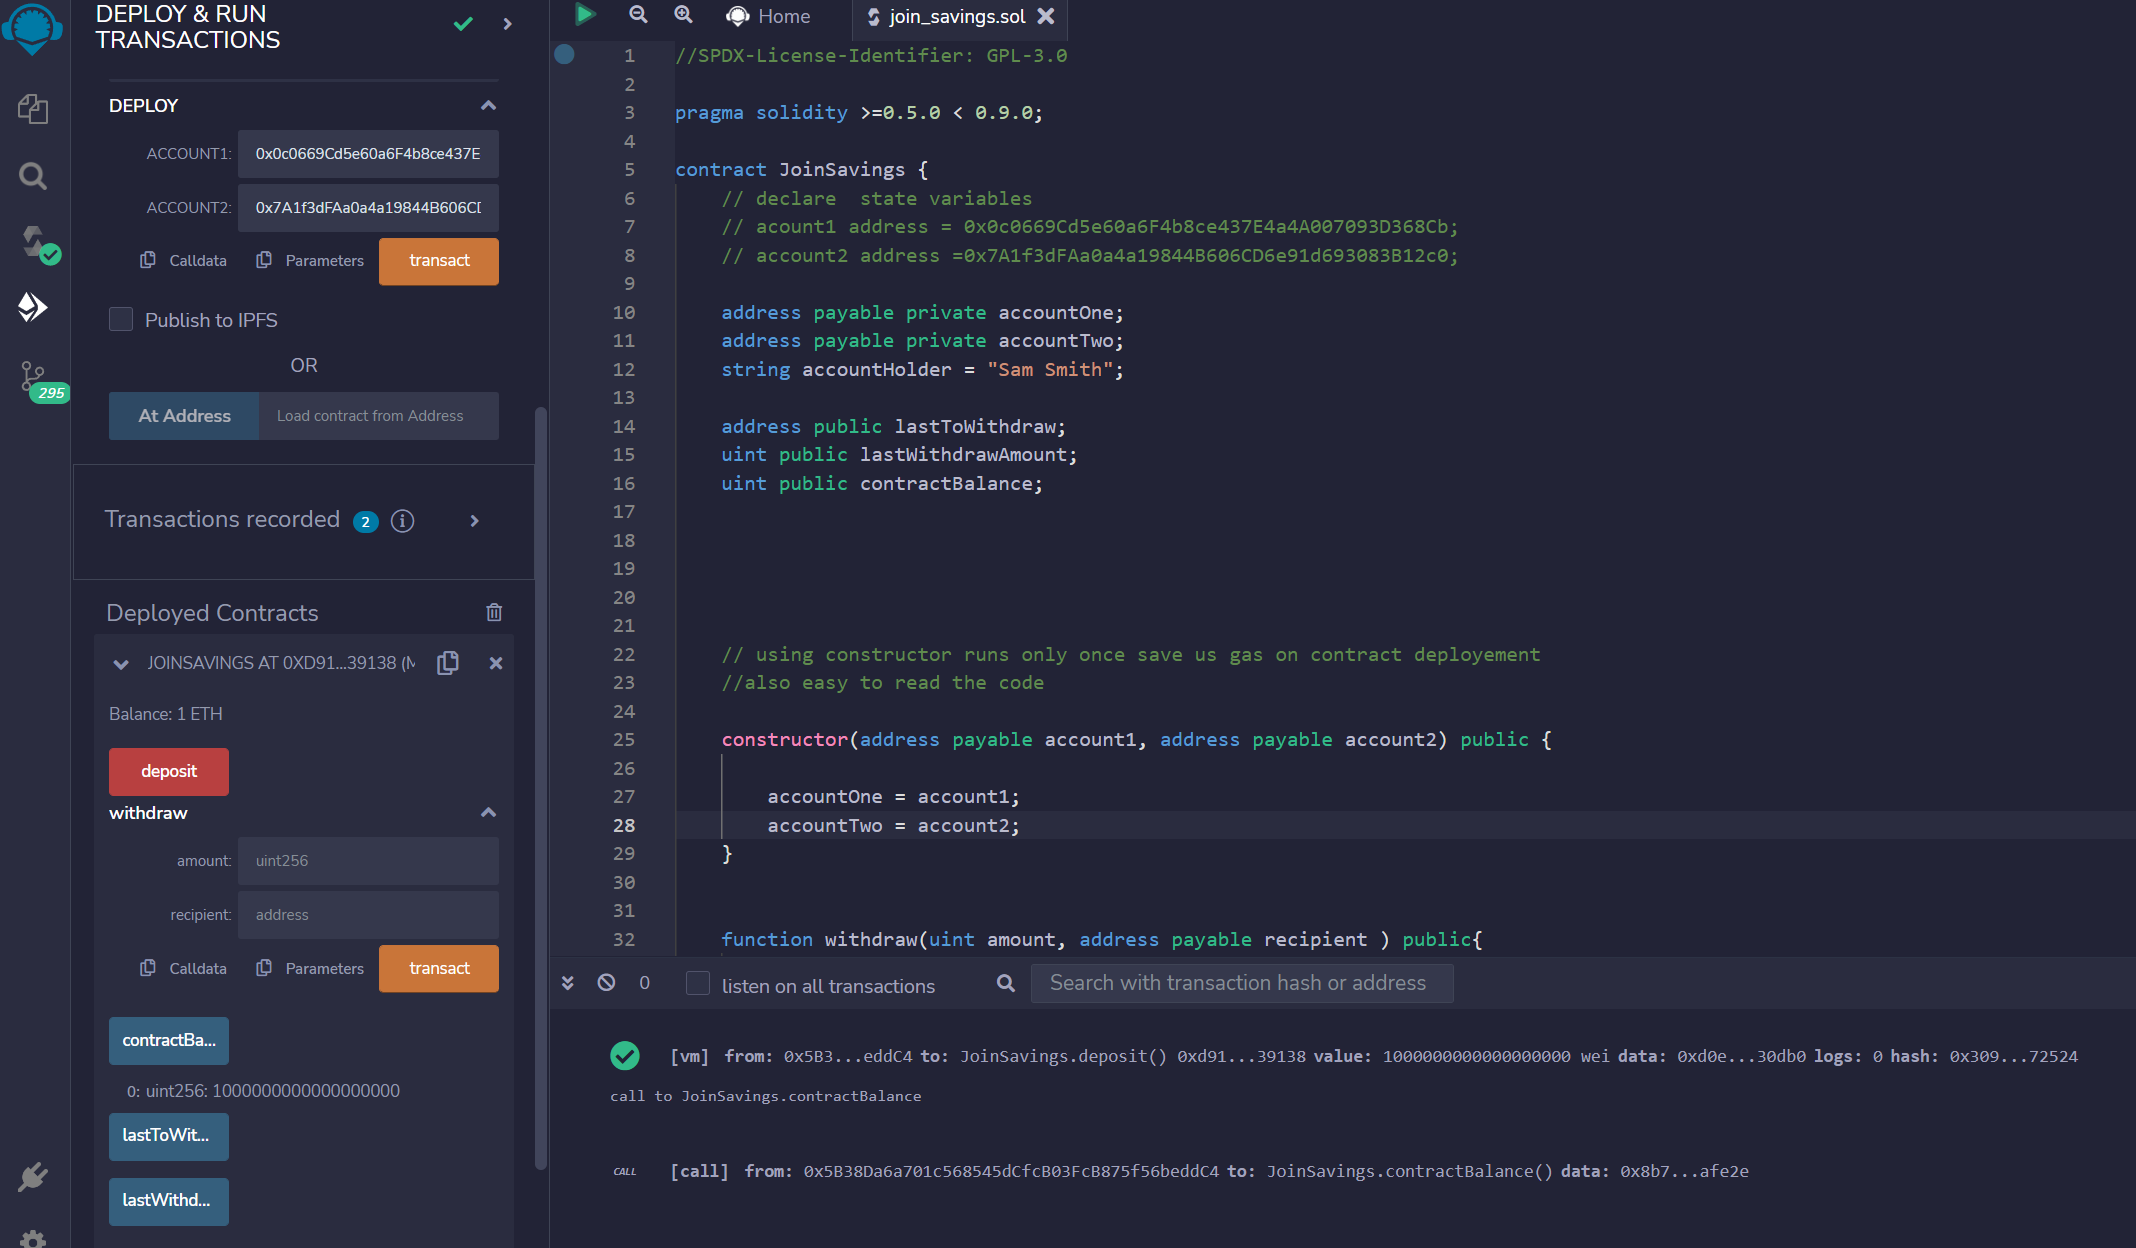 DEPLOY & RUN
TRANSACTIONS
DEPLOY
ACCOUNT1: 0x0c0669Cd5e60a6F4b8ce437E
ACCOUNT2: 0x7A1f3dFAa0a4a19844B606CD
Calldata Parameters transact
Publish to IPFS
OR
At Address Load contract from Address
Transactions recorded 2 i
Deployed Contracts
JOINSAVINGS AT 0XD91...39138 (M
Balance: 1 ETH
deposit
withdraw
amount: uint256
recipient: address
Calldata Parameters transact
contractBa...
0: uint256: 1000000000000000000
lastToWit...
lastWithd...
295
Home join_savings.sol
1 //SPDX-License-Identifier: GPL-3.0
2
3 pragma solidity >=0.5.0 < 0.9.0;
4
5 contract JoinSavings {
6 // declare  state variables
7 // acount1 address = 0x0c0669Cd5e60a6F4b8ce437E4a4A007093D368Cb;
8 // account2 address =0x7A1f3dFAa0a4a19844B606CD6e91d693083B12c0;
9
10 address payable private accountOne;
11 address payable private accountTwo;
12 string accountHolder = "Sam Smith";
13
14 address public lastToWithdraw;
15 uint public lastWithdrawAmount;
16 uint public contractBalance;
17
18
19
20
21
22 // using constructor runs only once save us gas on contract deployement
23 //also easy to read the code
24
25 constructor(address payable account1, address payable account2) public {
26
27 accountOne = account1;
28 accountTwo = account2;
29 }
30
31
32 function withdraw(uint amount, address payable recipient ) public{
0 listen on all transactions Search with transaction hash or address
[vm] from: 0x5B3...eddC4 to: JoinSavings.deposit() 0xd91...39138 value: 1000000000000000000 wei data: 0xd0e...30db0 logs: 0 hash: 0x309...72524
call to JoinSavings.contractBalance
CALL [call] from: 0x5B38Da6a701c568545dCfcB03FcB875f56beddC4 to: JoinSavings.contractBalance() data: 0x8b7...afe2e